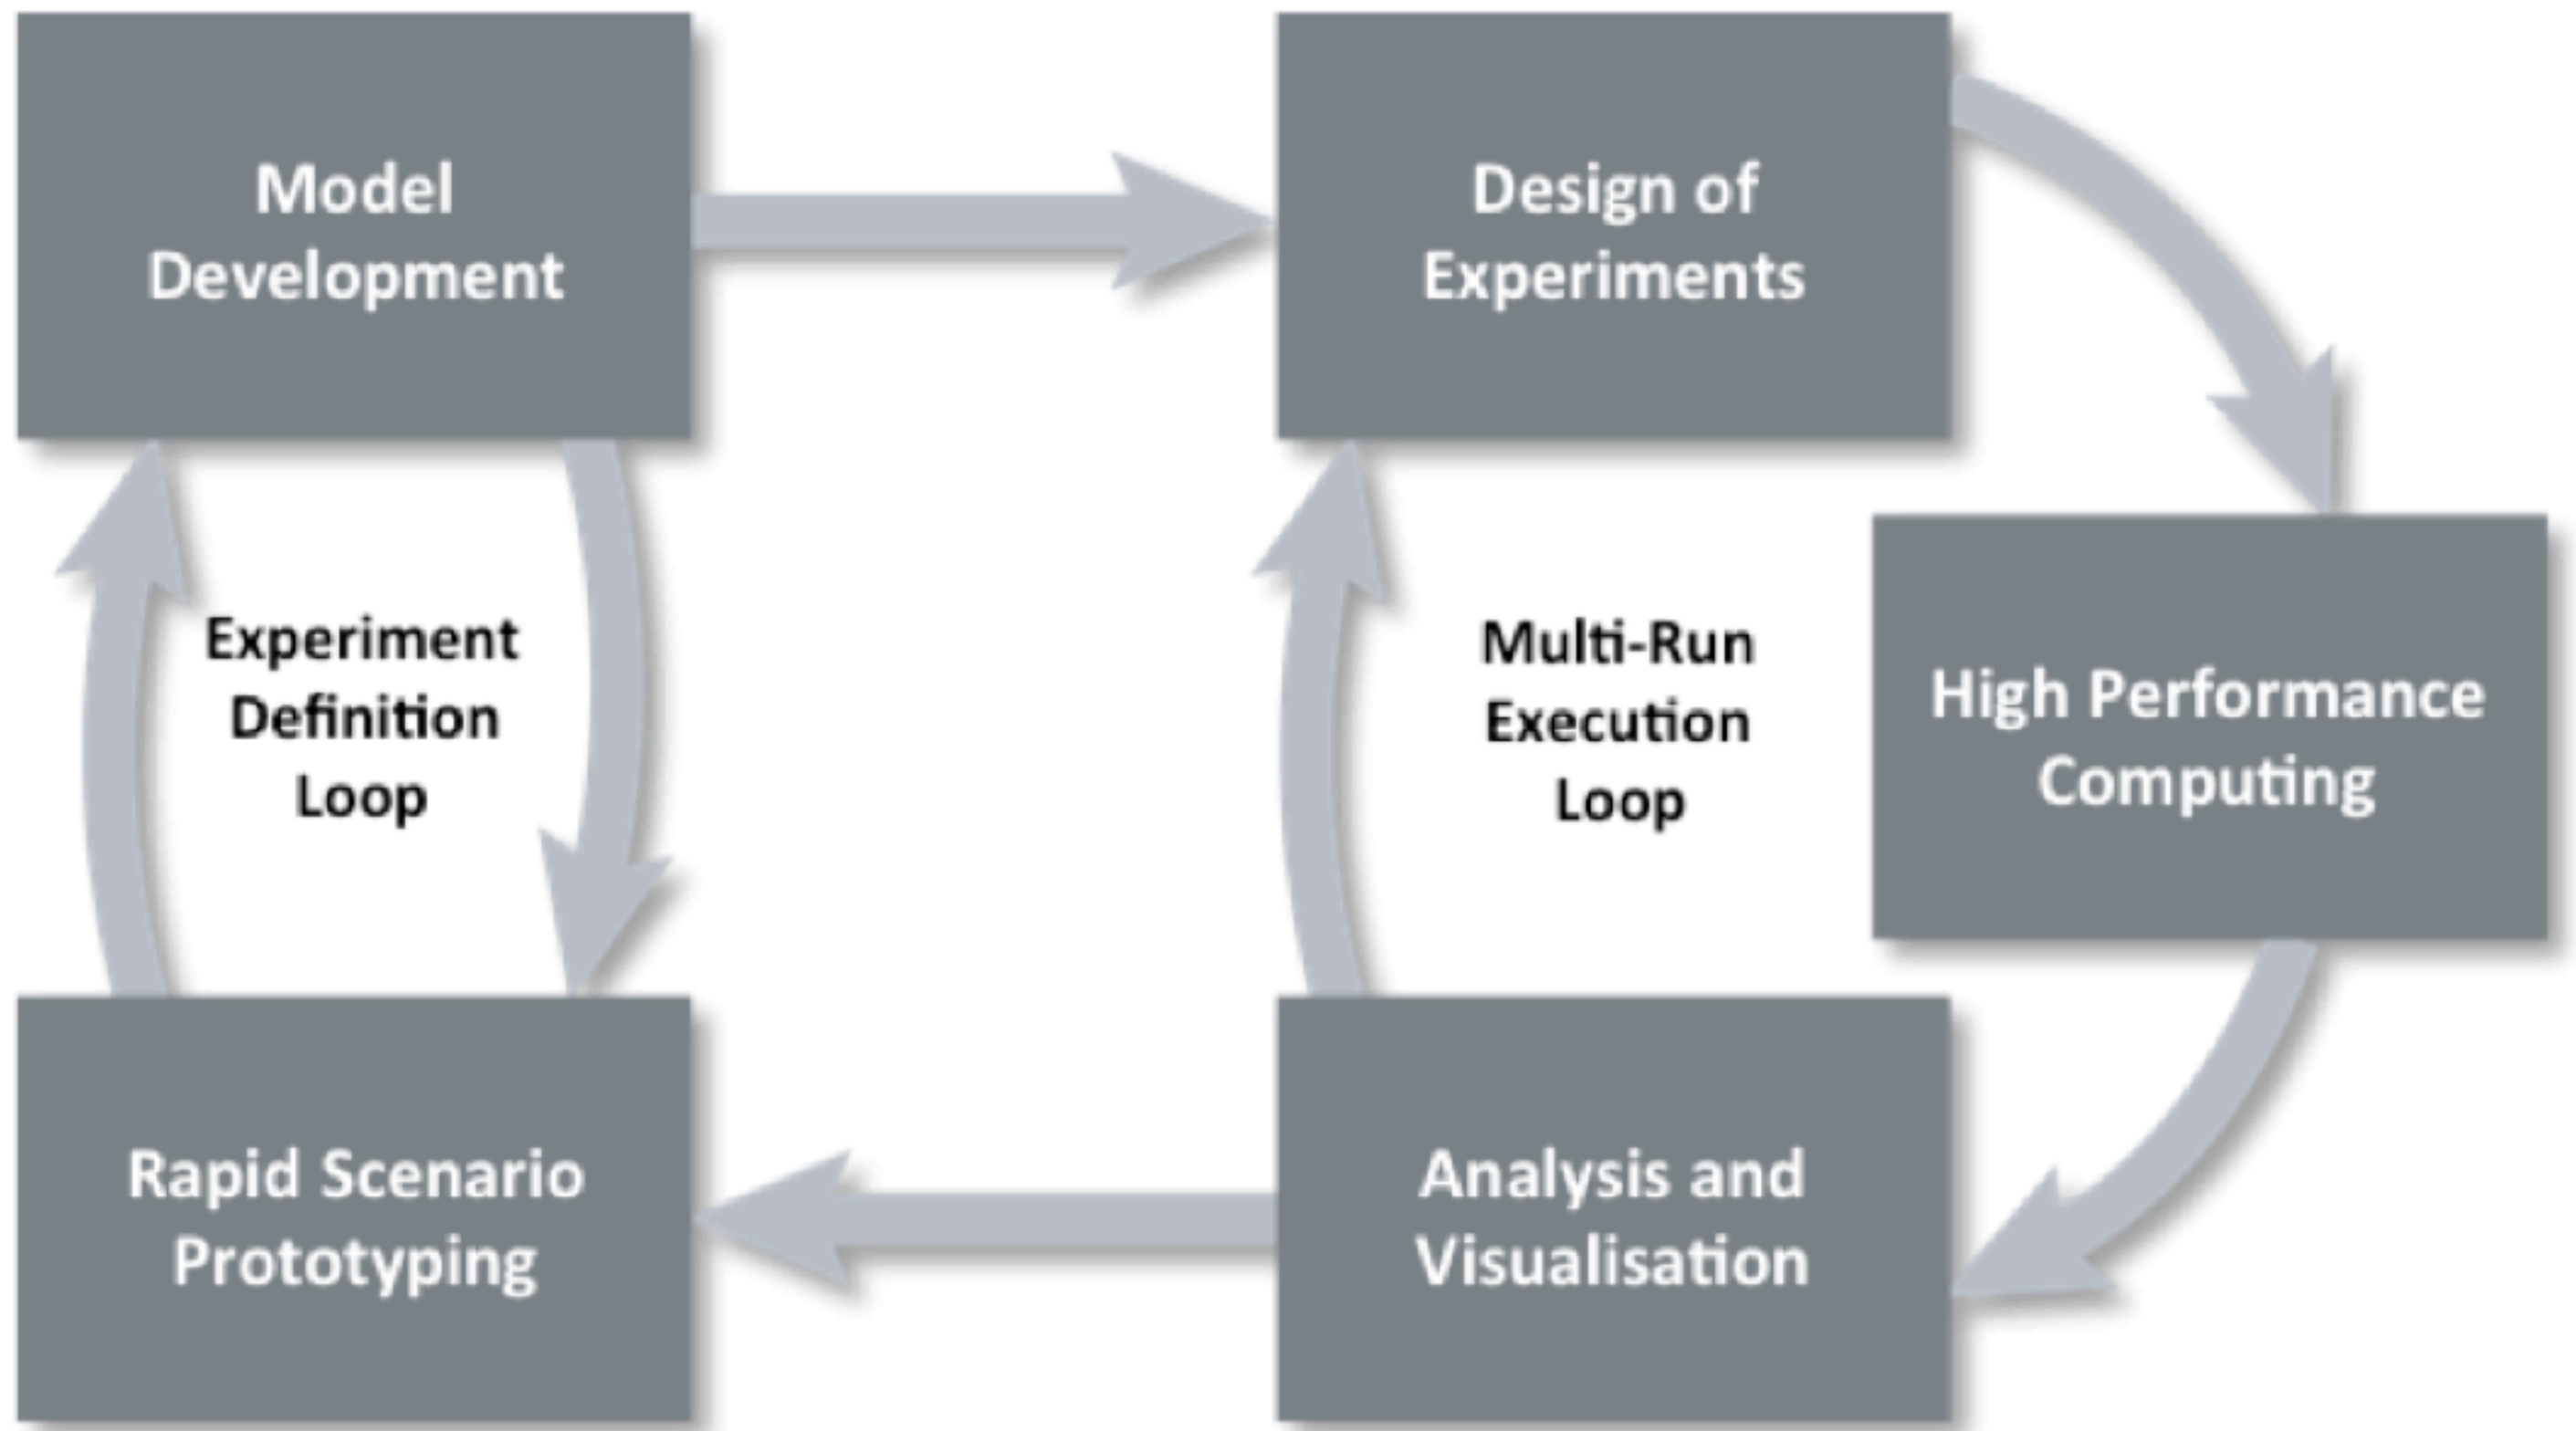 Model
Development
Design of
Experiments
Experiment
Definition
Loop
Multi-Run
Execution
Loop
High Performance
Computing
Rapid Scenario
Prototyping
Analysis and
Visualisation